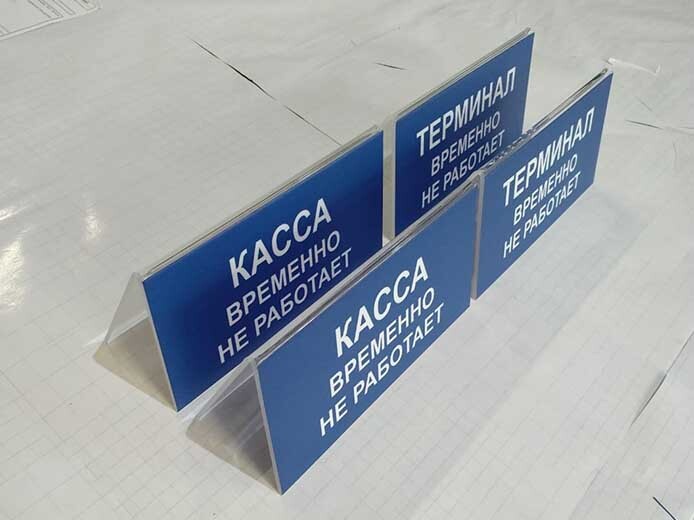 КАССА
ВРЕМЕННО
НЕ РАБОТАЕТ
ТЕРМИНАЛ
ВРЕМЕННО
НЕ РАБОТАЕТ
КАССА
ВРЕМЕННО
НЕ РАБОТАЕТ
ТЕРМИНАЛ
ВРЕМЕННО
НЕ РАБОТАЕТ